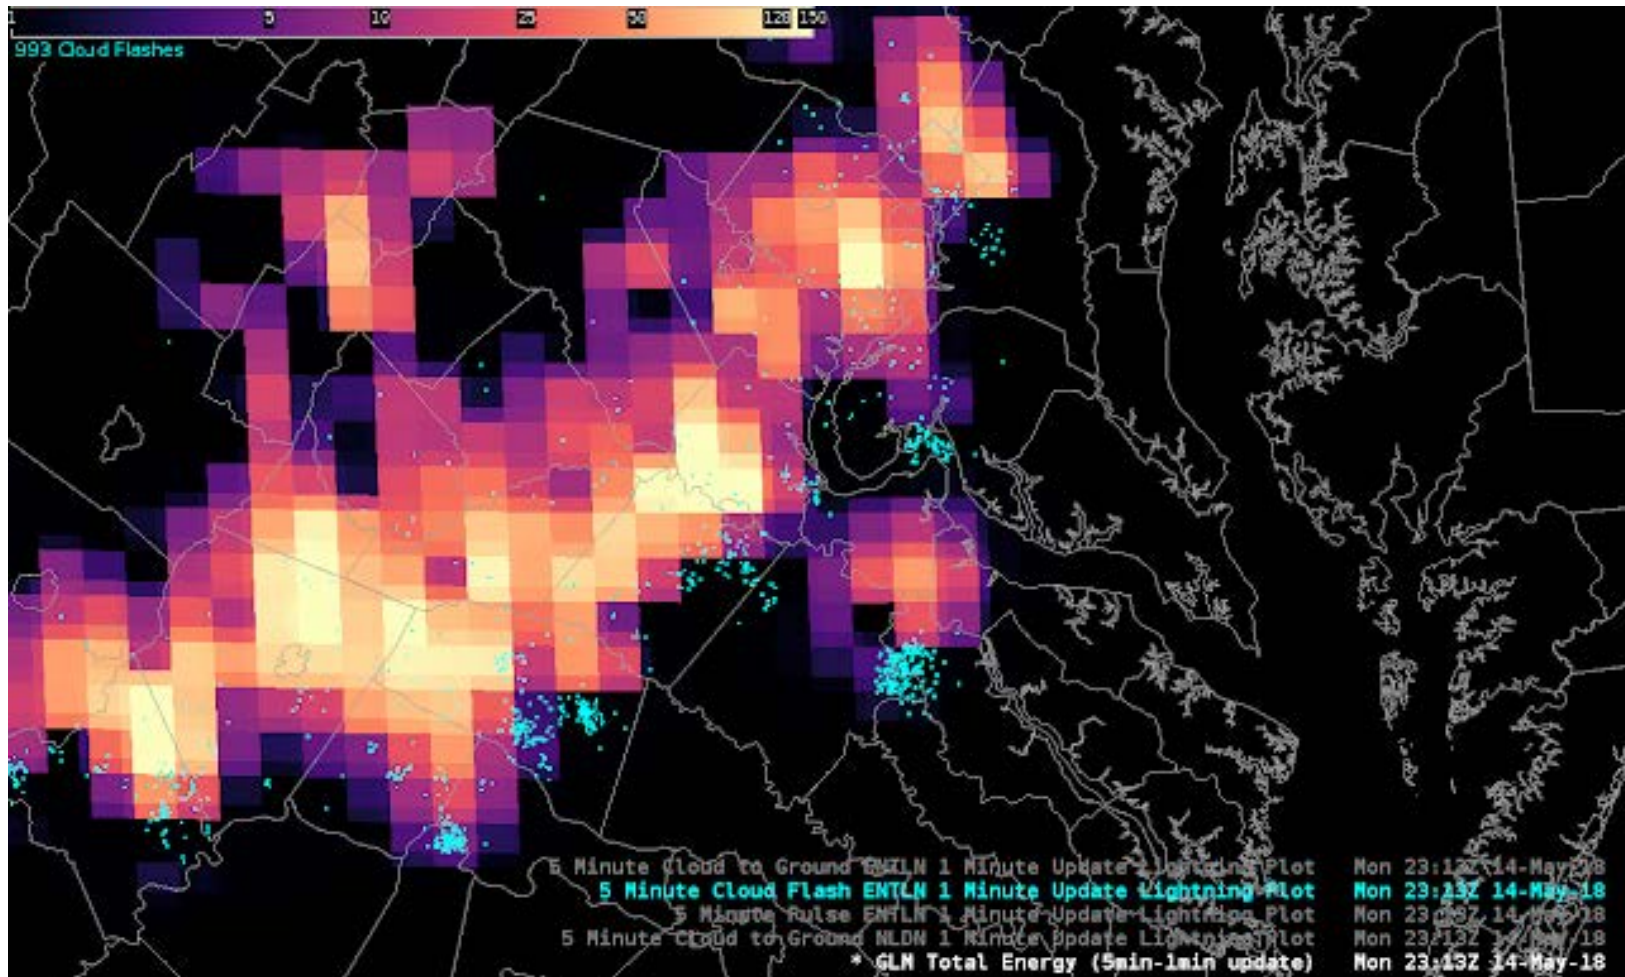 1 5 10 25 50 120 150
993 Cloud Flashes
5 Minute Cloud to Ground ENTLN 1 Minute Update Lightning Plot Mon 23:13Z 14-May-18
5 Minute Cloud Flash ENTLN 1 Minute Update Lightning Plot Mon 23:13Z 14-May-18
5 Minute Pulse ENTLN 1 Minute Update Lightning Plot Mon 23:13Z 14-May-18
5 Minute Cloud to Ground NLDN 1 Minute Update Lightning Plot Mon 23:13Z 14-May-18
* GLM Total Energy (5min-1min update) Mon 23:13Z 14-May-18